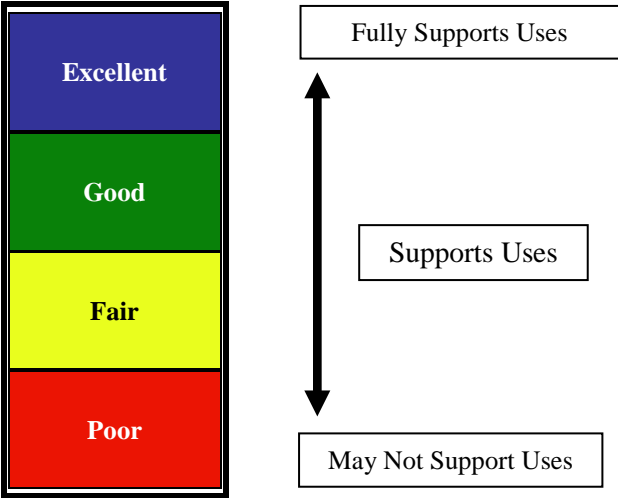 Fully Supports Uses
Excellent
Good
Supports Uses
Fair
Poor
May Not Support Uses